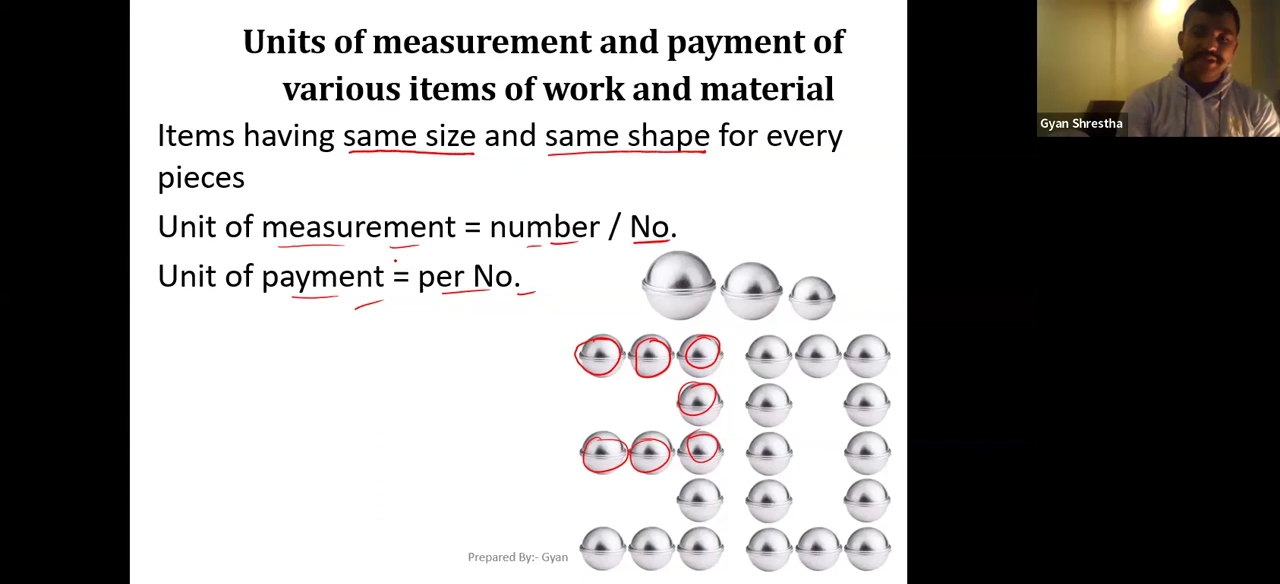 Units of measurement and payment of
various items of work and material
Items having same size and same shape for every
pieces
Unit of measurement = number / No.
Unit of payment = per No.
Prepared By:- Gyan
Gyan Shrestha